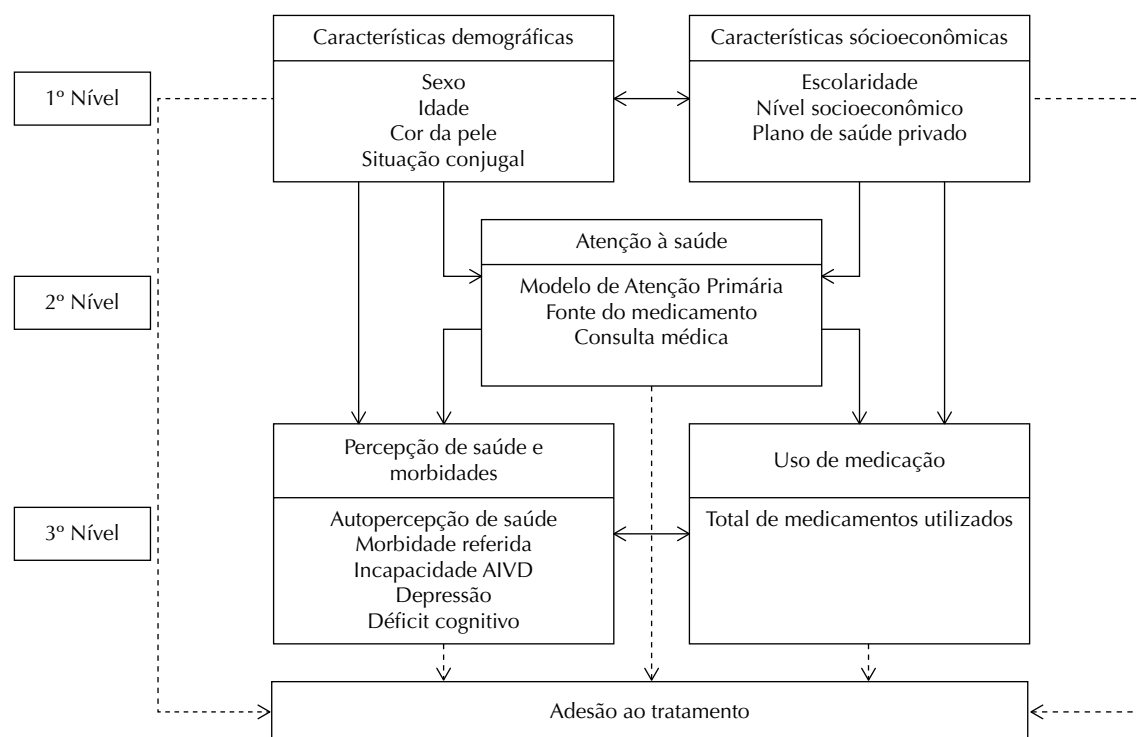 Características demográficas
Sexo
Idade
Cor da pele
Situação conjugal
Características sócioeconômicas
Escolaridade
Nível socioeconômico
Plano de saúde privado
1º Nível
Atenção à saúde
Modelo de Atenção Primária
Fonte do medicamento
Consulta médica
2º Nível
Percepção de saúde e
morbidades
Autopercepção de saúde
Morbidade referida
Incapacidade AIVD
Depressão
Déficit cognitivo
Uso de medicação
Total de medicamentos utilizados
3º Nível
Adesão ao tratamento